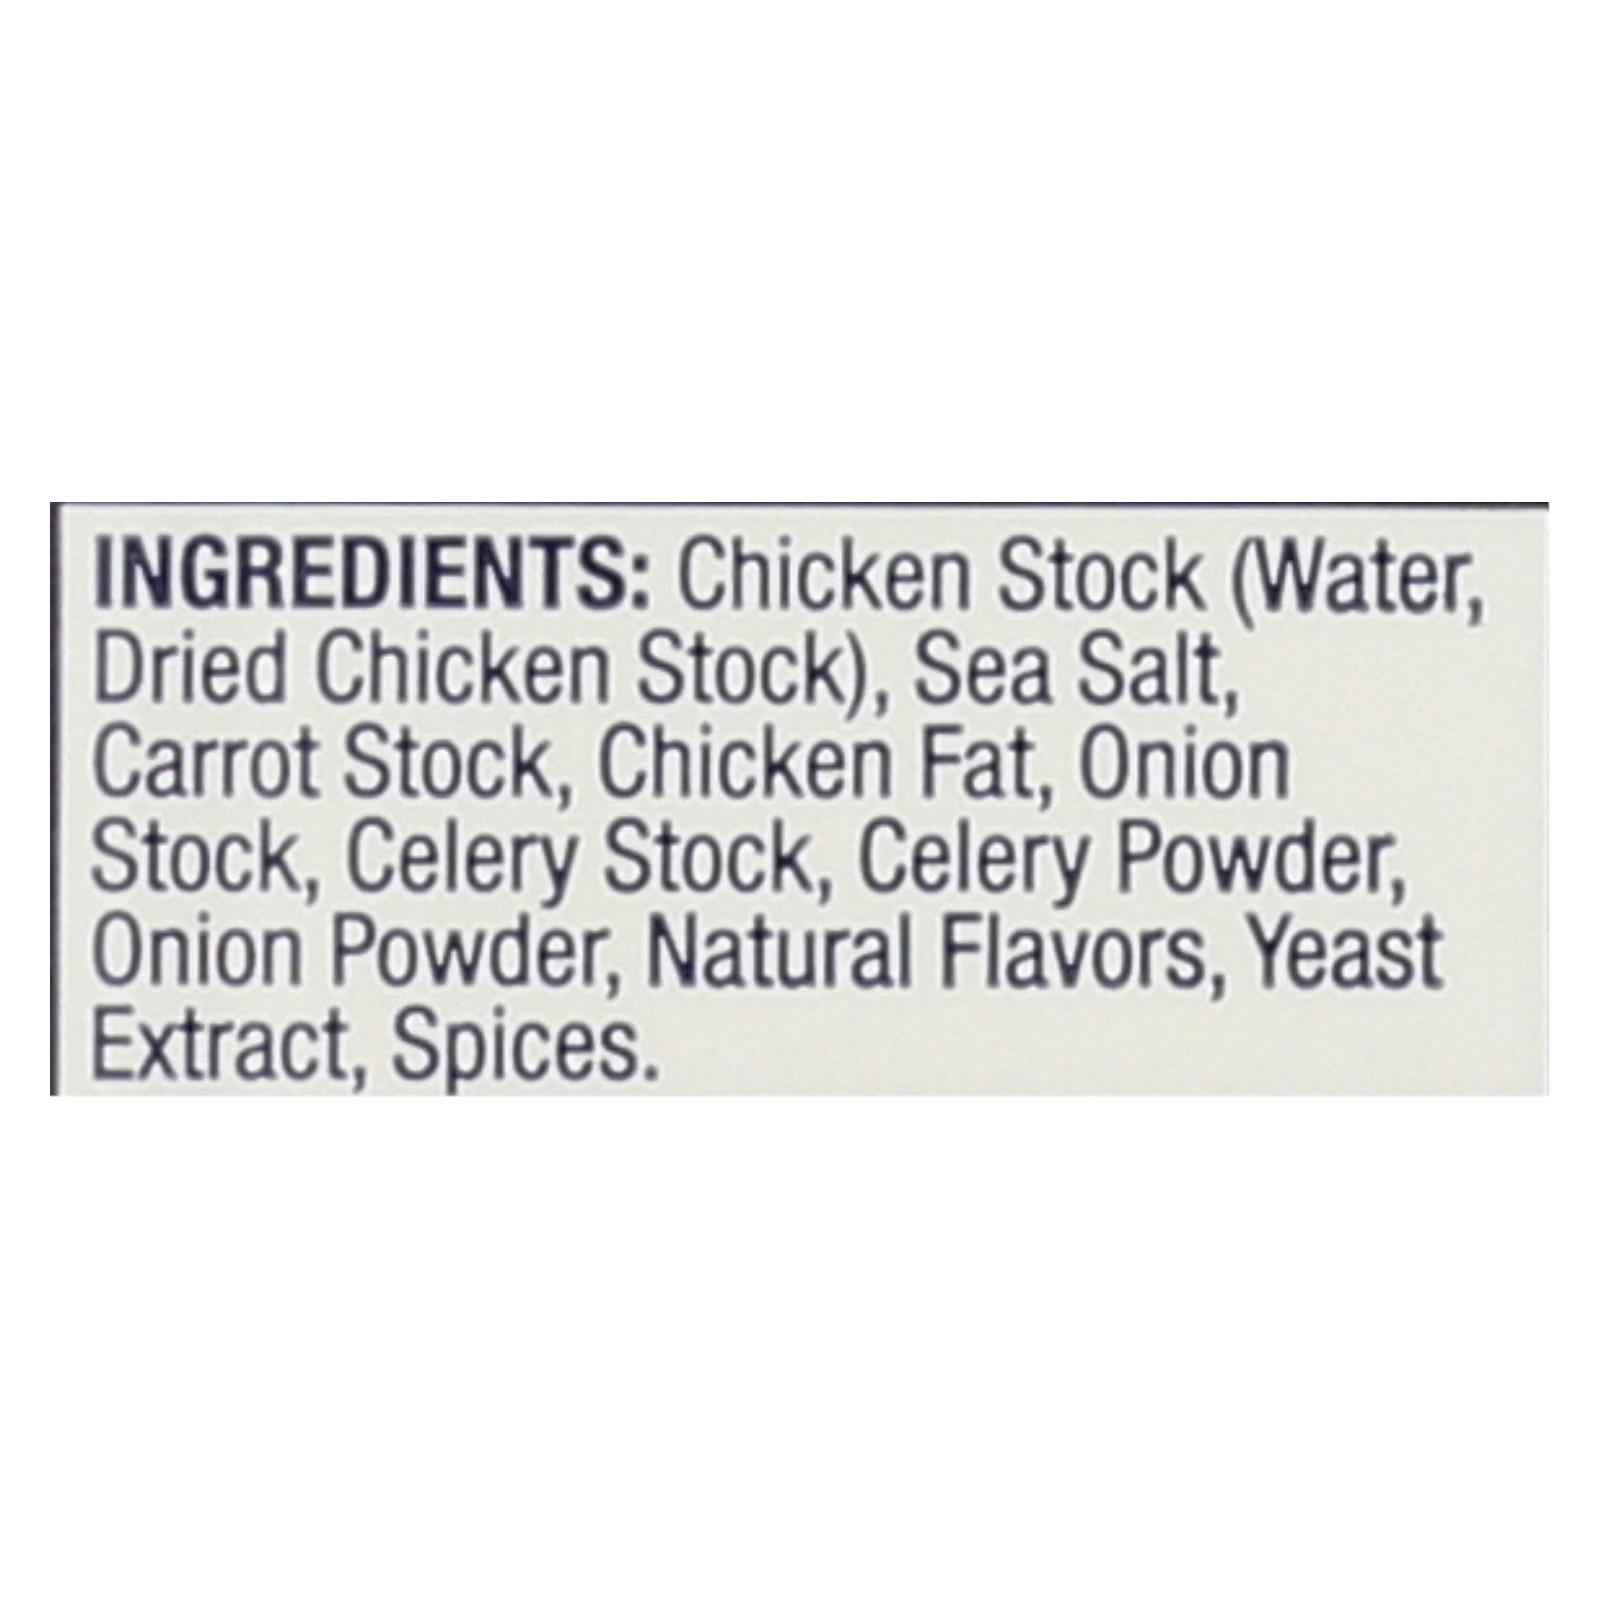 INGREDIENTS: Chicken Stock (Water,
Dried Chicken Stock), Sea Salt,
Carrot Stock, Chicken Fat, Onion
Stock, Celery Stock, Celery Powder,
Onion Powder, Natural Flavors, Yeast
Extract, Spices.